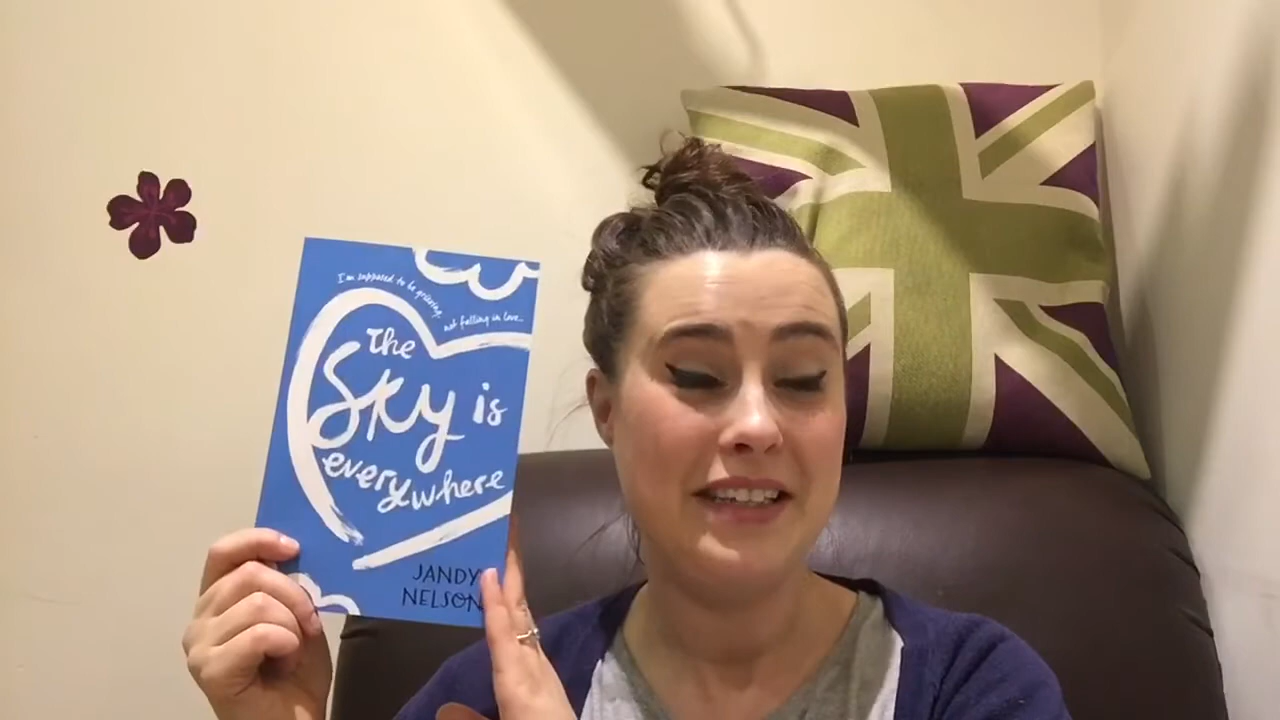 I'm supposed to be grieving,
not falling in love...
The
Sky is
everywhere
JANDY
NELSON